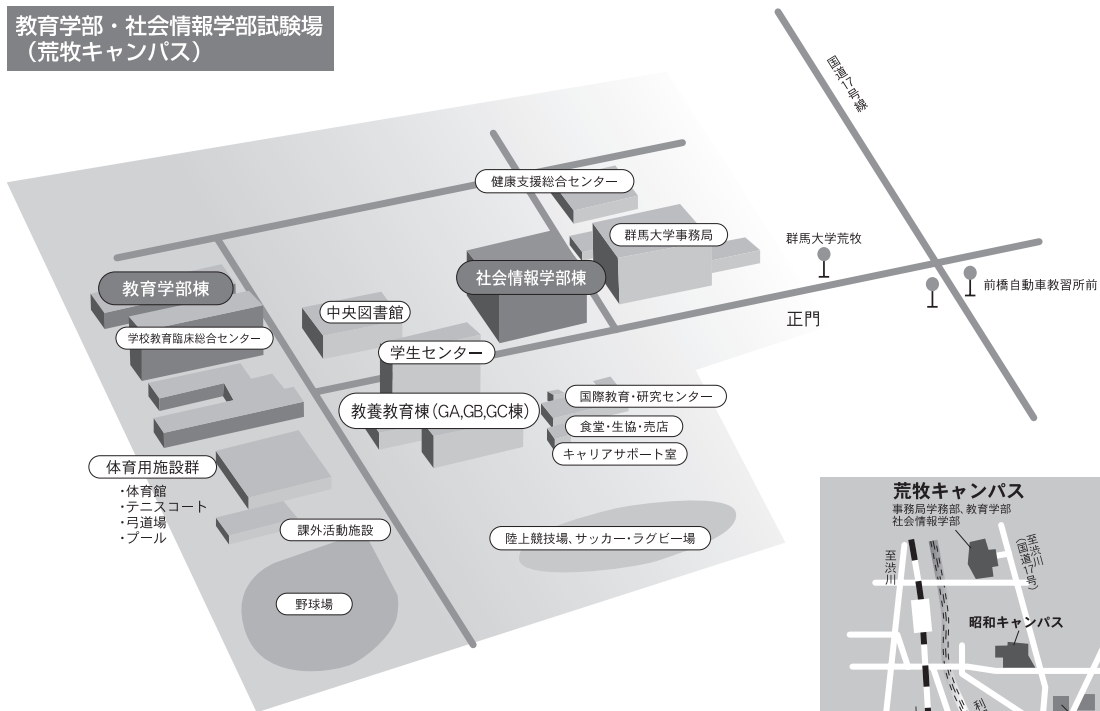 教育学部・社会情報学部試験場
（荒牧キャンパス）
国道17号線
健康支援総合センター
群馬大学事務局
群馬大学荒牧
前橋自動車教習所前
正門
教育学部棟
社会情報学部棟
中央図書館
学校教育臨床総合センター
学生センター
国際教育・研究センター
教養教育棟（GA,GB,GC棟）
食堂・生協・売店
キャリアサポート室
体育用施設群
・体育館
・テニスコート
・弓道場
・プール
課外活動施設
陸上競技場、サッカー・ラグビー場
野球場
荒牧キャンパス
事務局学務部、教育学部
社会情報学部
至渋川
至渋川
（国道17号）
昭和キャンパス
利